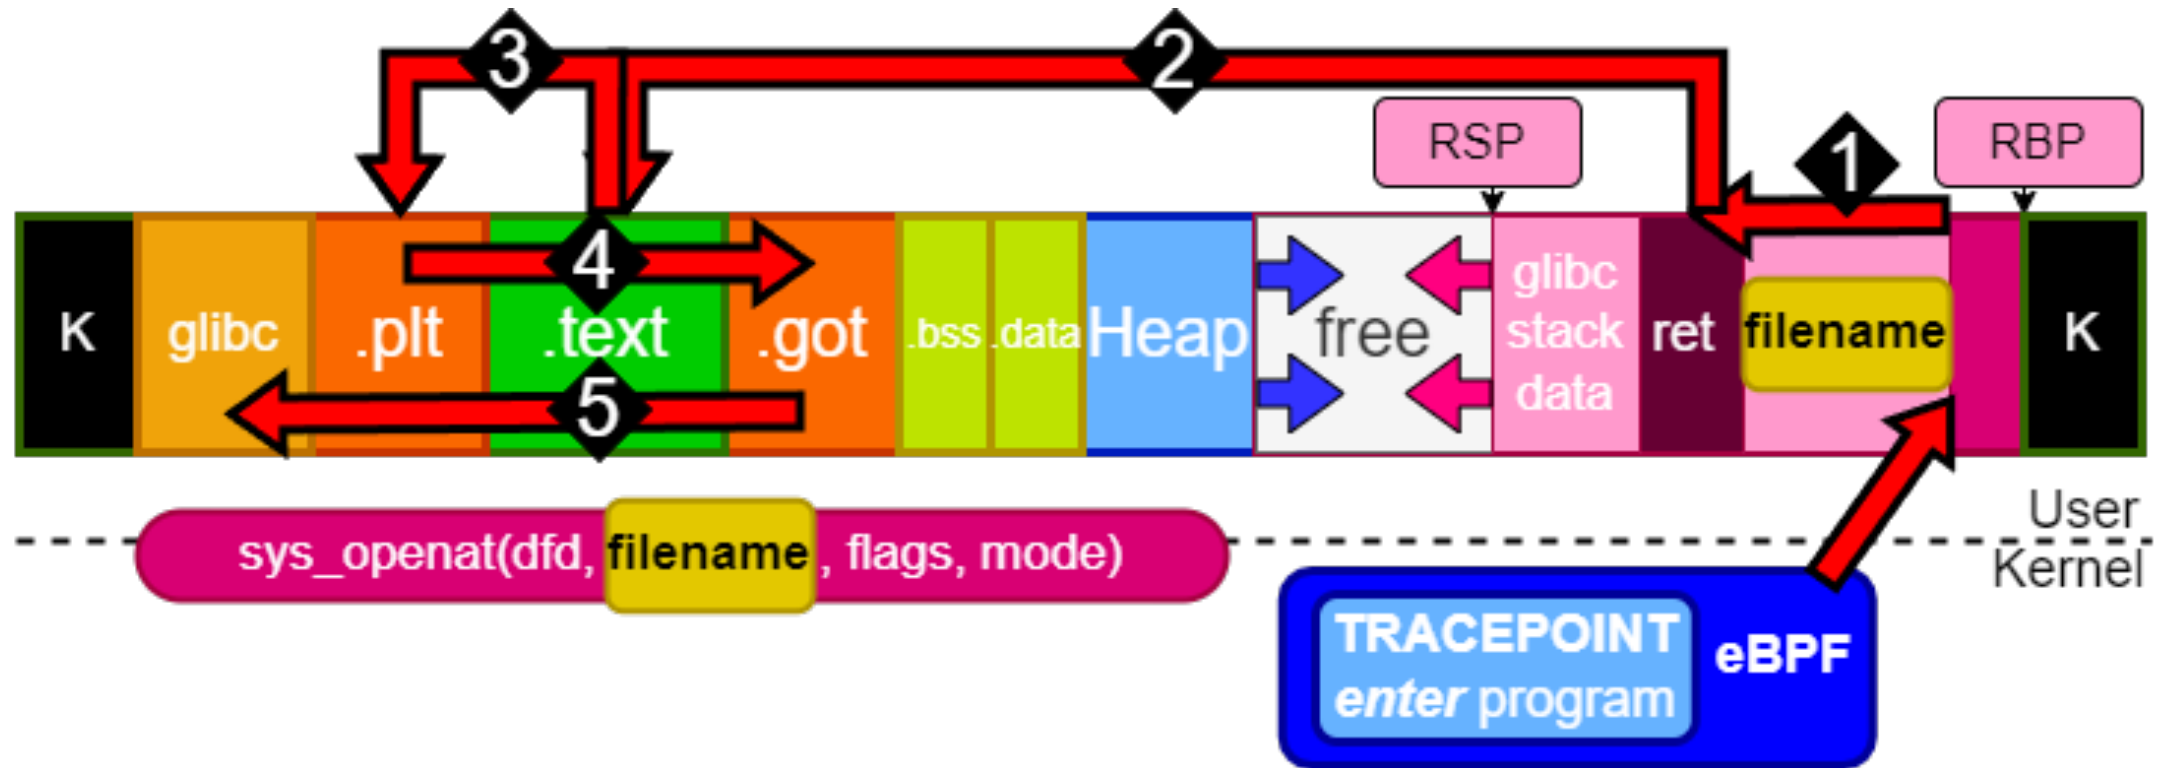 3
2
RSP
1
RBP
4
K
glibc
.plt
.text
.got
.bss
.data
Heap
free
glibc
stack
data
ret
filename
K
5
User
Kernel
sys_openat(dfd, filename , flags, mode)
TRACEPOINT
enter program
eBPF